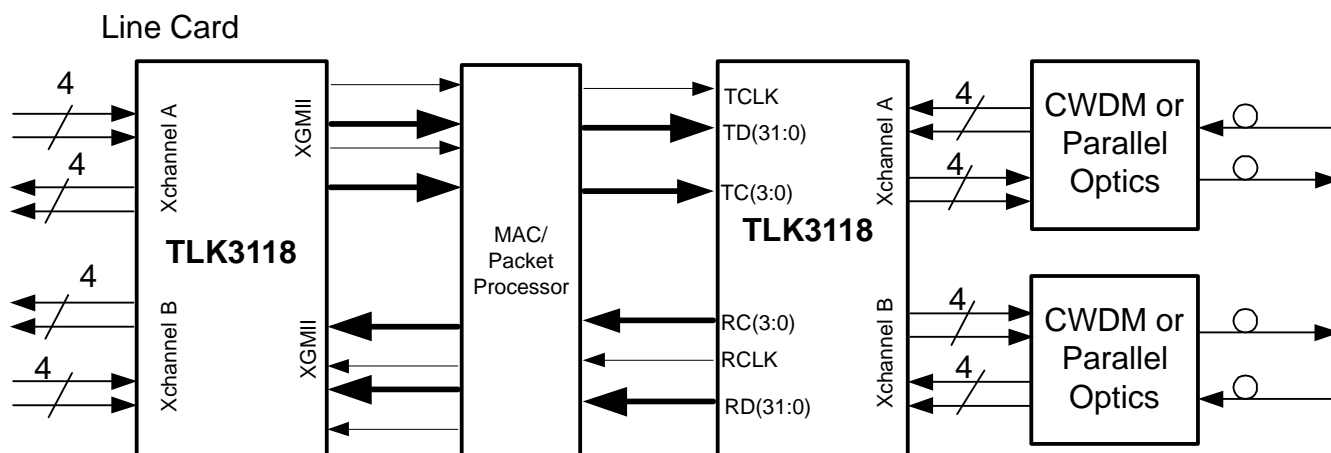 Line Card
4
4
4
4
Xchannel A
Xchannel B
XGMII
XGMII
TLK3118
MAC/
Packet
Processor
TCLK
TD(31:0)
TC(3:0)
RC(3:0)
RCLK
RD(31:0)
TLK3118
Xchannel A
Xchannel B
4
4
4
4
CWDM or
Parallel
Optics
CWDM or
Parallel
Optics